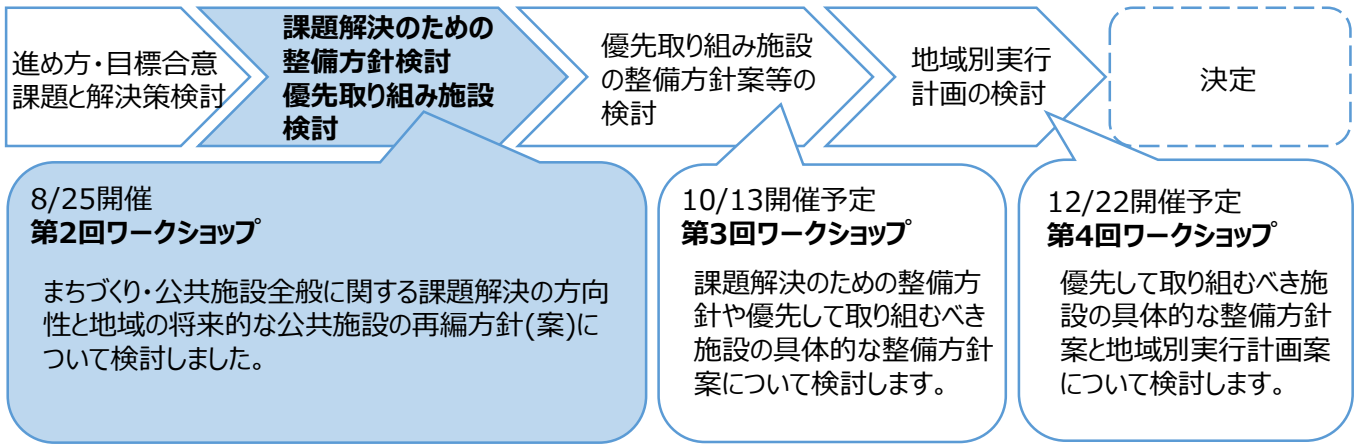 進め方・目標合意
課題と解決策検討
課題解決のための
整備方針検討
優先取り組み施設
検討
優先取り組み施設
の整備方針案等の
検討
地域別実行
計画の検討
決定
8/25開催
第2回ワークショップ
まちづくり・公共施設全般に関する課題解決の方向
性と地域の将来的な公共施設の再編方針(案)に
ついて検討しました。
10/13開催予定
第3回ワークショップ
課題解決のための整備方
針や優先して取り組むべき
施設の具体的な整備方針
案について検討します。
12/22開催予定
第4回ワークショップ
優先して取り組むべき施
設の具体的な整備方針
案と地域別実行計画案
について検討します。